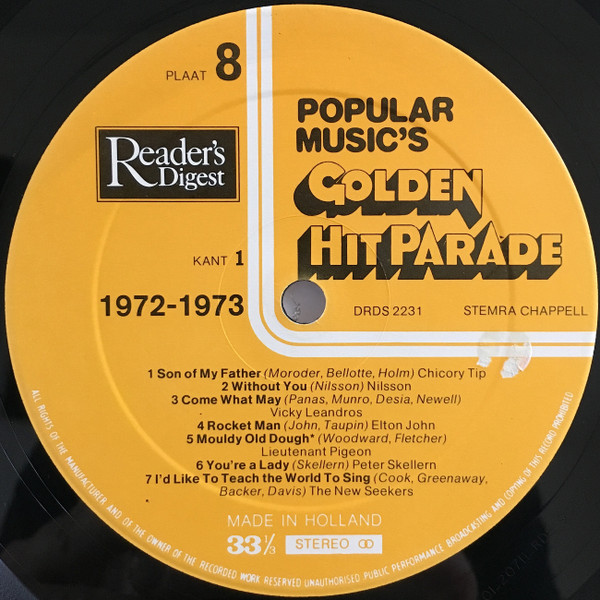 PLAAT 8
POPULAR
MUSIC'S
GOLDEN
HIT PARADE
Reader's
Digest
KANT 1
1972-1973
DRDS 2231
STEMRA CHAPPELL
1 Son of My Father (Moroder, Bellotte, Holm) Chicory Tip
2 Without You (Nilsson) Nilsson
3 Come What May (Panas, Munro, Desia, Newell)
Vicky Leandros
4 Rocket Man (John, Taupin) Elton John
5 Mouldy Old Dough* (Woodward, Fletcher)
Lieutenant Pigeon
6 You're a Lady (Skellern) Peter Skellern
7 I'd Like To Teach the World To Sing (Cook, Greenaway,
Backer, Davis) The New Seekers
MADE IN HOLLAND
33⅓ STEREO
ALL RIGHTS OF THE MANUFACTURER AND OF THE OWNER OF THE RECORDED WORK RESERVED UNAUTHORISED PUBLIC PERFORMANCE BROADCASTING AND COPYING OF THIS RECORD PROHIBITED